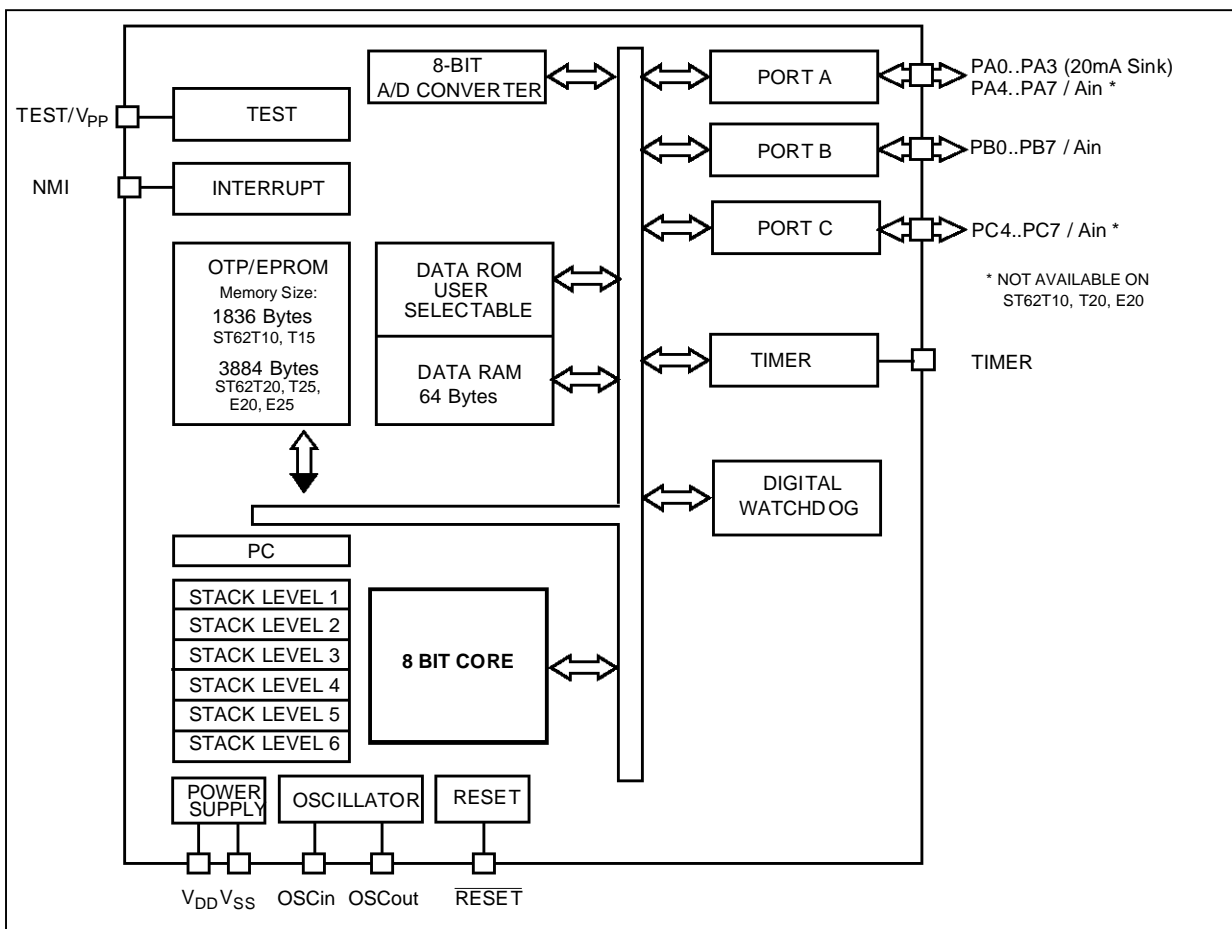 8-BIT
A/D CONVERTER
PORT A
PA0..PA3 (20mA Sink)
PA4..PA7 / Ain *
TEST/VPP
TEST
PORT B
PB0..PB7 / Ain
NMI
INTERRUPT
PORT C
PC4..PC7 / Ain *
OTP/EPROM
Memory Size:
1836 Bytes
ST62T10, T15
3884 Bytes
ST62T20, T25,
E20, E25
DATA ROM
USER
SELECTABLE
* NOT AVAILABLE ON
ST62T10, T20, E20
DATA RAM
64 Bytes
TIMER
TIMER
DIGITAL
WATCHDOG
PC
STACK LEVEL 1
STACK LEVEL 2
STACK LEVEL 3
STACK LEVEL 4
STACK LEVEL 5
STACK LEVEL 6
8 BIT CORE
POWER
SUPPLY
OSCILLATOR
RESET
VDD VSS
OSCin OSCout
RESET